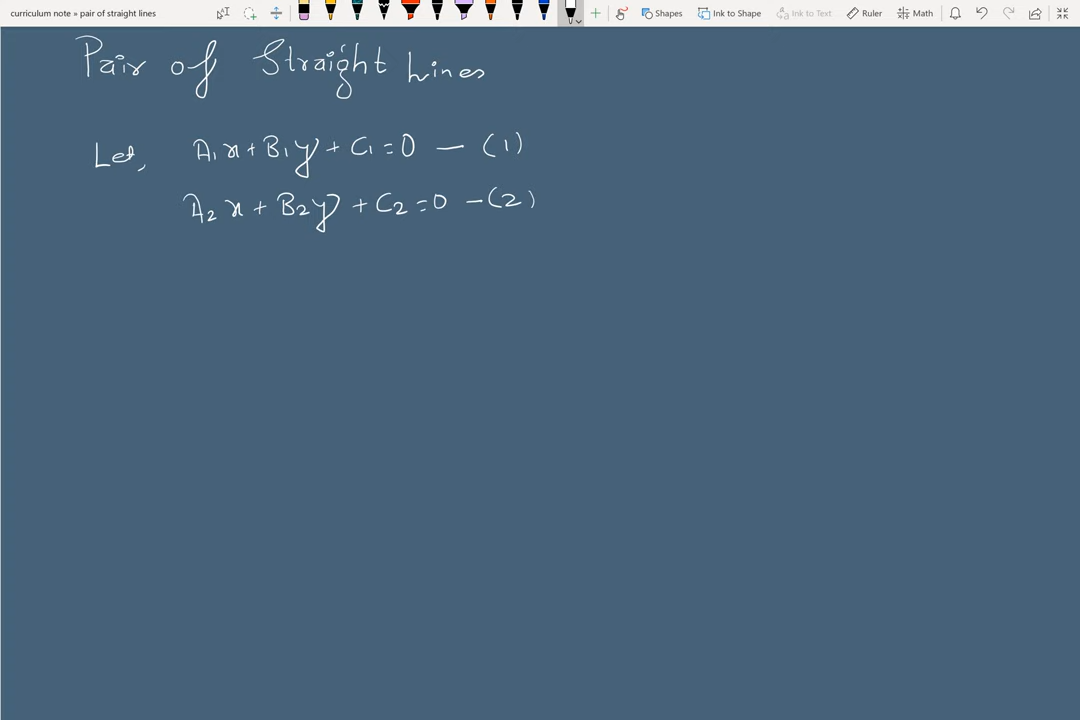 curriculum note » pair of straight lines
Shapes Ink to Shape Ink to Text Ruler Math
Pair of Straight Lines
Let, A₁x + B₁y + C₁ = 0 — (1)
A₂x + B₂y + C₂ = 0 — (2)